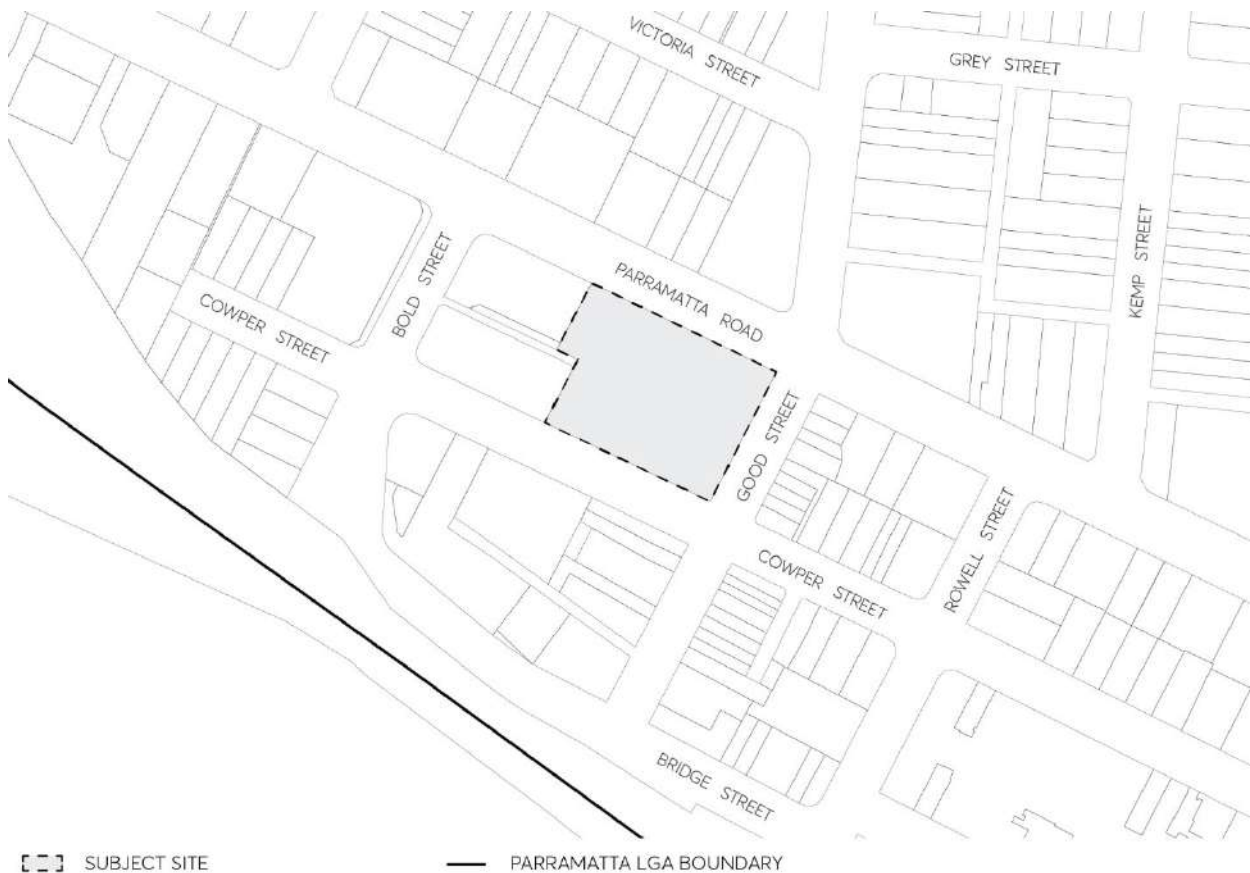 VICTORIA STREET
GREY STREET
KEMP STREET
PARRAMATTA ROAD
BOLD STREET
COWPER STREET
GOOD STREET
ROWELL STREET
COWPER STREET
BRIDGE STREET
SUBJECT SITE
PARRAMATTA LGA BOUNDARY